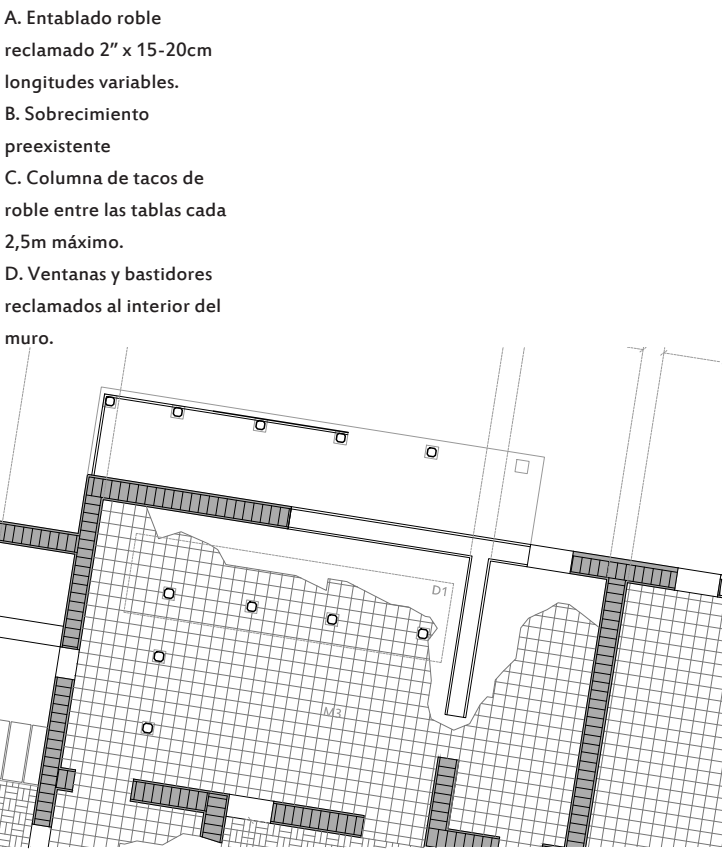 A. Entablado roble
reclamado 2” x 15-20cm
longitudes variables.
B. Sobrecimiento
preexistente
C. Columna de tacos de
roble entre las tablas cada
2,5m máximo.
D. Ventanas y bastidores
reclamados al interior del
muro.
D1
M3